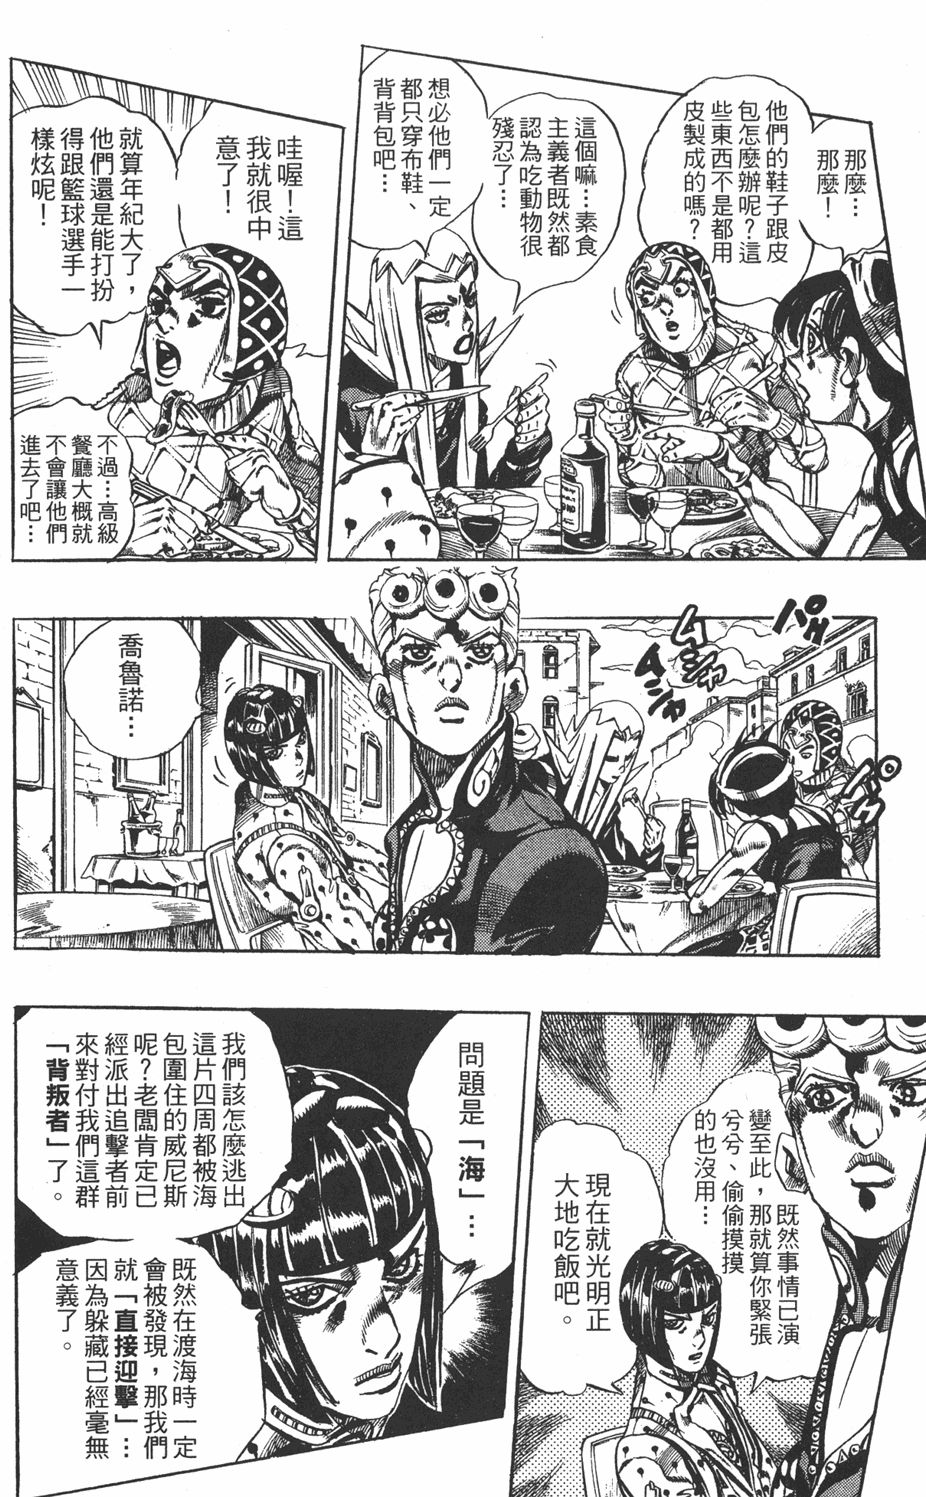 那麼…
那麼！
他們的鞋子跟皮
包怎麼辦呢？這
些東西不是都用
皮製成的嗎？
這個嘛…素食
主義者既然都
認為吃動物很
殘忍了…
想必他們一定
都只穿布鞋、
背背包吧…
哇喔！這
我就很中
意了！
就算年紀大了，
他們還是能打扮
得跟籃球選手一
樣炫呢！
不過…高級
餐廳大概就
不會讓他們
進去了吧…
パク
ムシャ
ムシャ
パク
喬魯諾…
既然事情已演
變至此，那就算你緊張
兮兮、偷偷摸摸
的也沒用…
現在就光明正
大地吃飯吧。
問題是「海」…
我們該怎麼逃出
這片四周都被海
包圍住的威尼斯
呢？老闆肯定已
經派出追擊者前
來對付我們這群
「背叛者」了。
既然在渡海時一定
會被發現，那我們
就「直接迎擊」…
因為躲藏已經毫無
意義了。